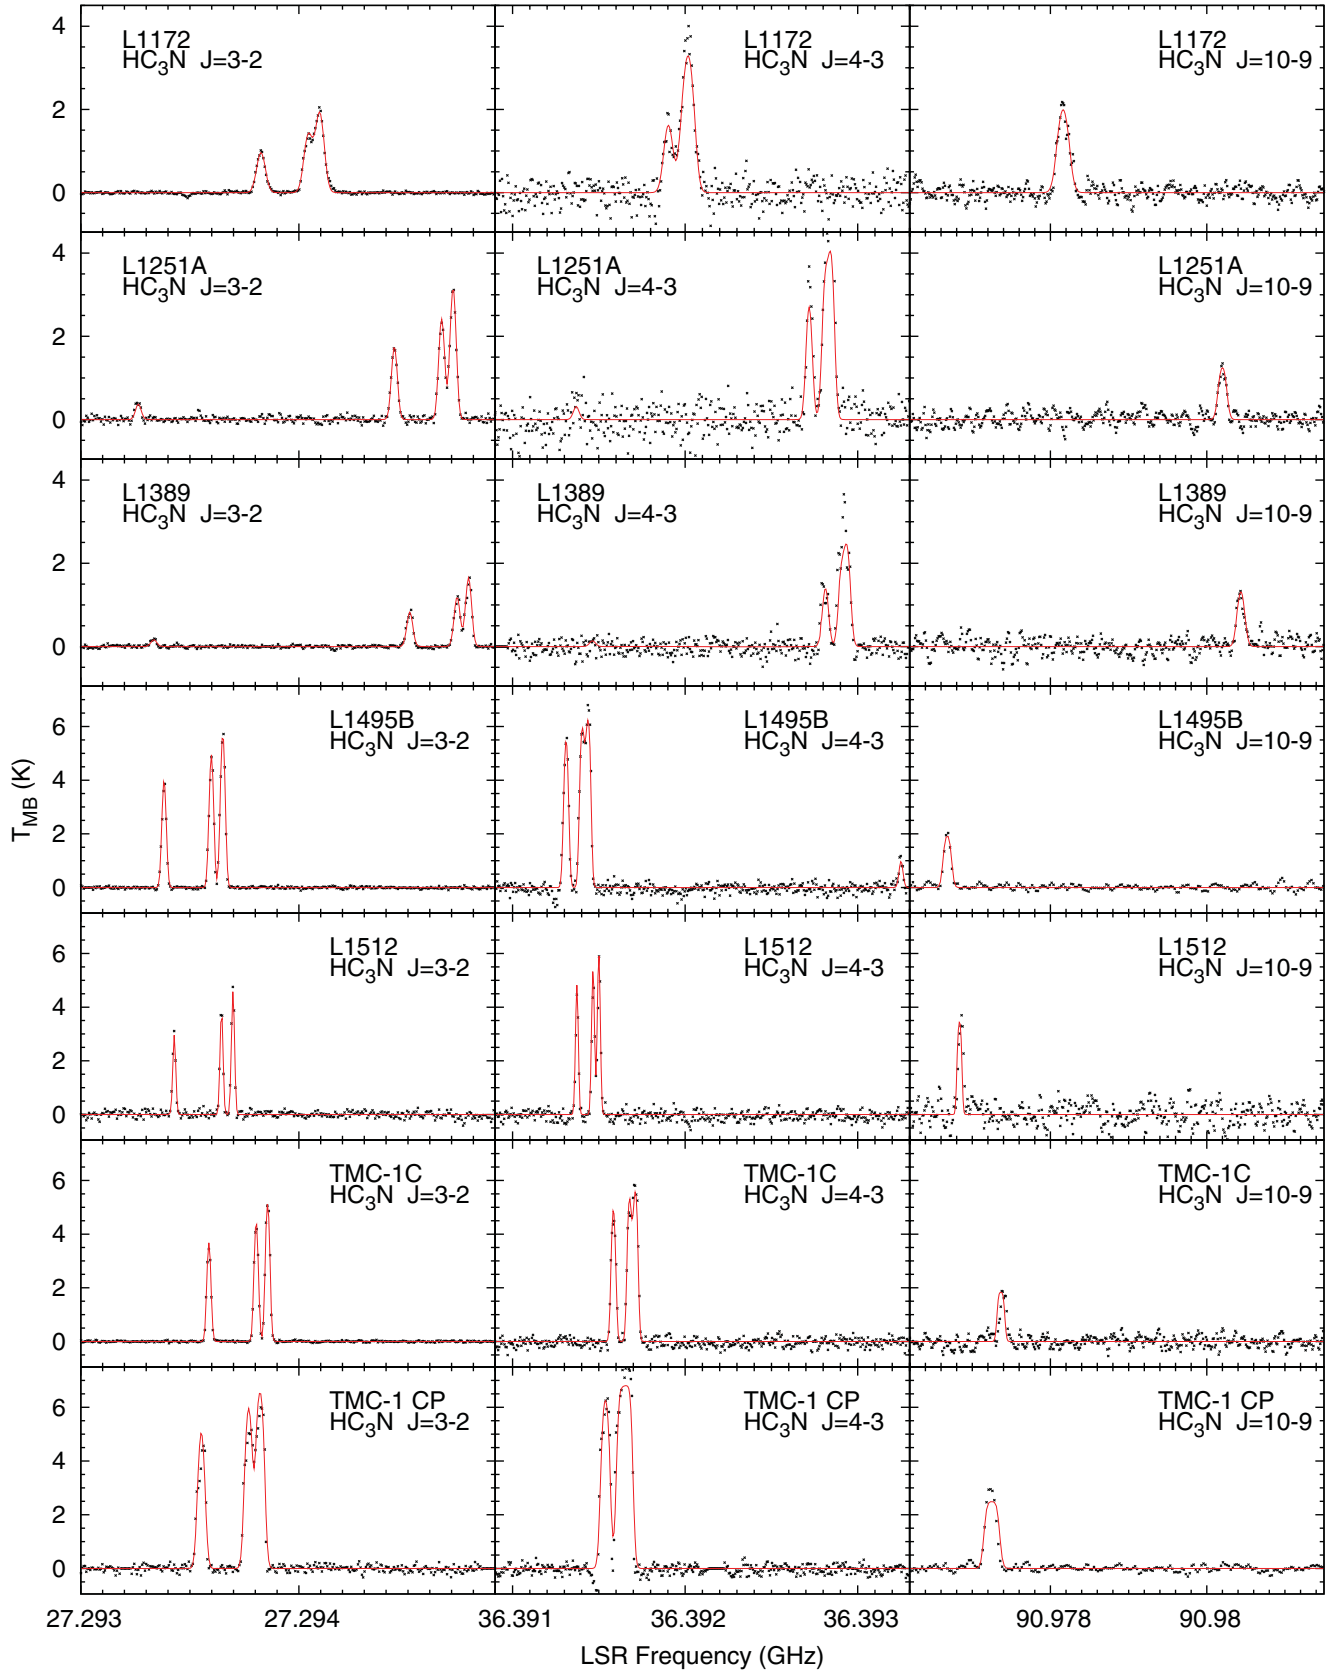 4
2
0
L1172
HC₃N J=3-2
L1172
HC₃N J=4-3
L1172
HC₃N J=10-9
4
2
0
L1251A
HC₃N J=3-2
L1251A
HC₃N J=4-3
L1251A
HC₃N J=10-9
4
2
0
L1389
HC₃N J=3-2
L1389
HC₃N J=4-3
L1389
HC₃N J=10-9
6
4
2
0
L1495B
HC₃N J=3-2
L1495B
HC₃N J=4-3
L1495B
HC₃N J=10-9
T_MB (K)
6
4
2
0
L1512
HC₃N J=3-2
L1512
HC₃N J=4-3
L1512
HC₃N J=10-9
6
4
2
0
TMC-1C
HC₃N J=3-2
TMC-1C
HC₃N J=4-3
TMC-1C
HC₃N J=10-9
6
4
2
0
TMC-1 CP
HC₃N J=3-2
TMC-1 CP
HC₃N J=4-3
TMC-1 CP
HC₃N J=10-9
27.293 27.294 36.391 36.392 36.393 90.978 90.98
LSR Frequency (GHz)